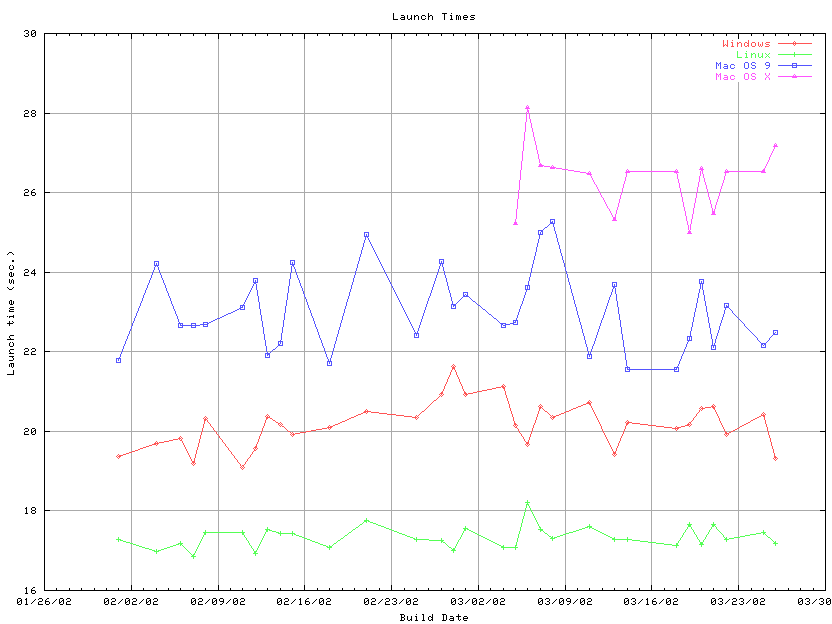 Launch Times
30
28
26
24
22
20
18
16
Launch time (sec.)
Windows
Linux
Mac OS 9
Mac OS X
01/26/02 02/02/02 02/09/02 02/16/02 02/23/02 03/02/02 03/09/02 03/16/02 03/23/02 03/30
Build Date